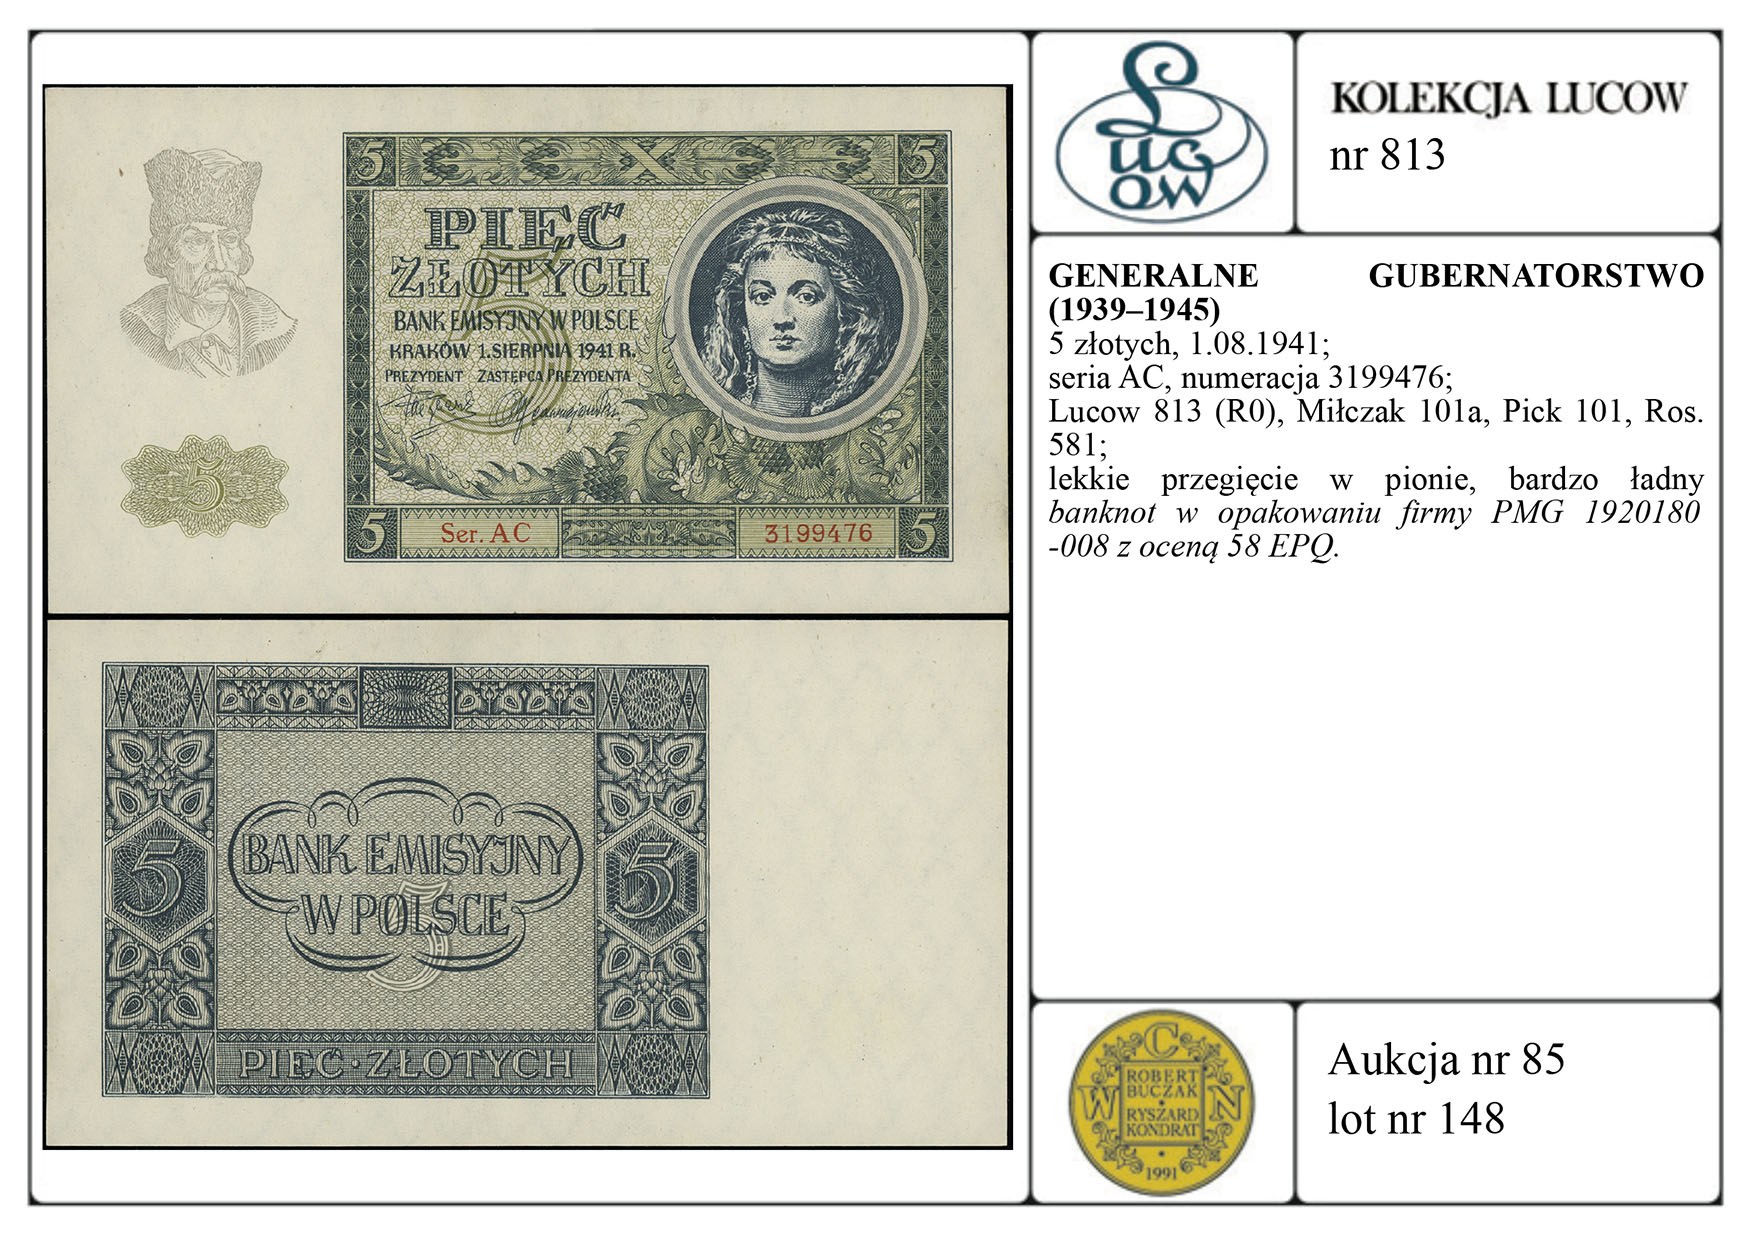 5
5
PIĘĆ
ZŁOTYCH
BANK EMISYJNY W POLSCE
KRAKÓW 1. SIERPNIA 1941 R.
PREZYDENT ZASTĘPCA PREZYDENTA
5
5
5
Ser. AC
3199476
5
BANK EMISYJNY
W POLSCE
5
5
5
PIĘĆ·ZŁOTYCH
Lucow
KOLEKCJA LUCOW
nr 813
GENERALNE GUBERNATORSTWO
(1939–1945)
5 złotych, 1.08.1941;
seria AC, numeracja 3199476;
Lucow 813 (R0), Miłczak 101a, Pick 101, Ros.
581;
lekkie przegięcie w pionie, bardzo ładny
banknot w opakowaniu firmy PMG 1920180
-008 z oceną 58 EPQ.
W C N
ROBERT
BUCZAK
RYSZARD
KONDRAT
1991
Aukcja nr 85
lot nr 148